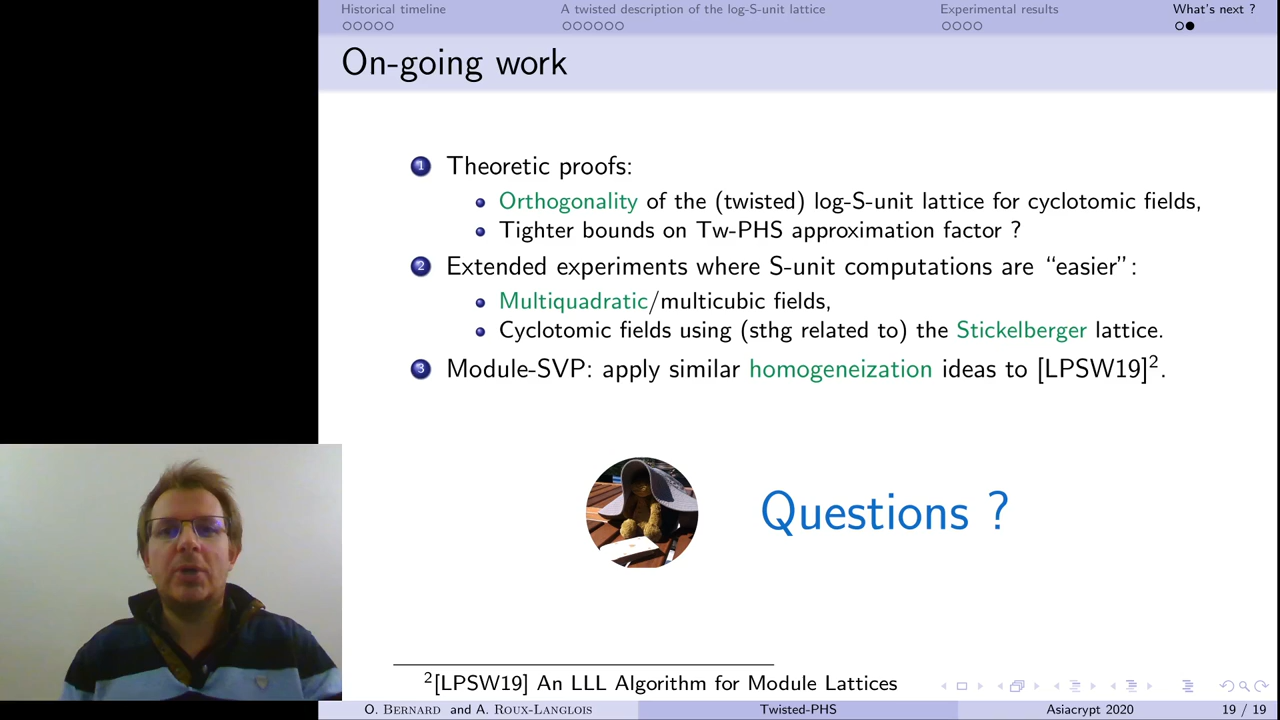 Historical timeline A twisted description of the log-S-unit lattice Experimental results What's next ?
On-going work
1 Theoretic proofs:
Orthogonality of the (twisted) log-S-unit lattice for cyclotomic fields,
Tighter bounds on Tw-PHS approximation factor ?
2 Extended experiments where S-unit computations are “easier”:
Multiquadratic/multicubic fields,
Cyclotomic fields using (sthg related to) the Stickelberger lattice.
3 Module-SVP: apply similar homogeneization ideas to [LPSW19]².
Questions ?
²[LPSW19] An LLL Algorithm for Module Lattices
O. Bernard and A. Roux-Langlois Twisted-PHS Asiacrypt 2020 19 / 19